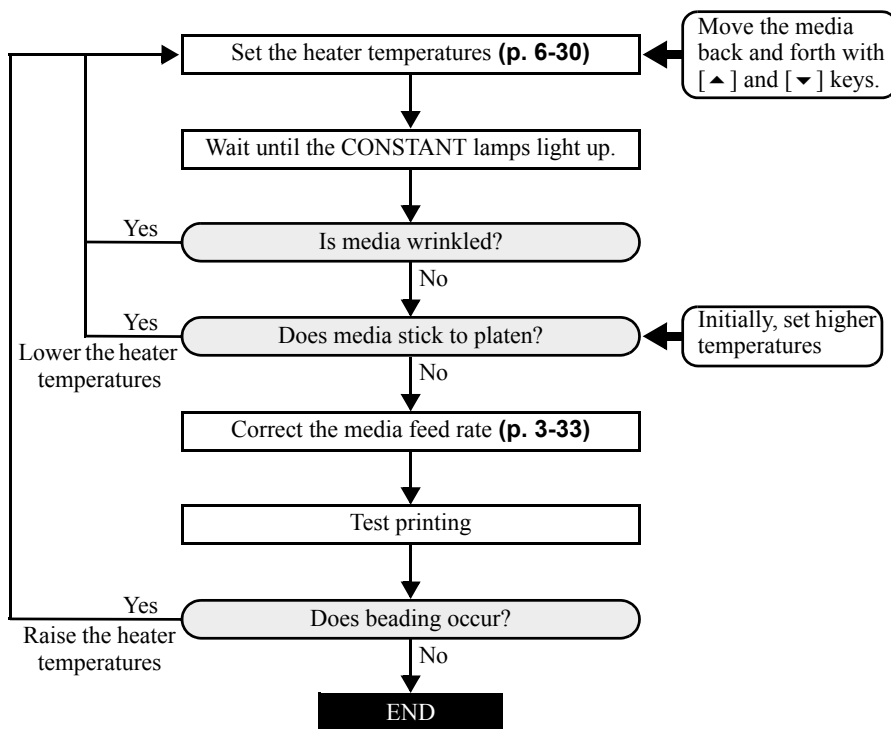 Set the heater temperatures (p. 6-30)
Move the media
back and forth with
[ ▲ ] and [ ▼ ] keys.
Wait until the CONSTANT lamps light up.
Yes
Is media wrinkled?
No
Yes
Does media stick to platen?
Initially, set higher
temperatures
Lower the heater
temperatures
No
Correct the media feed rate (p. 3-33)
Test printing
Yes
Does beading occur?
Raise the heater
temperatures
No
END